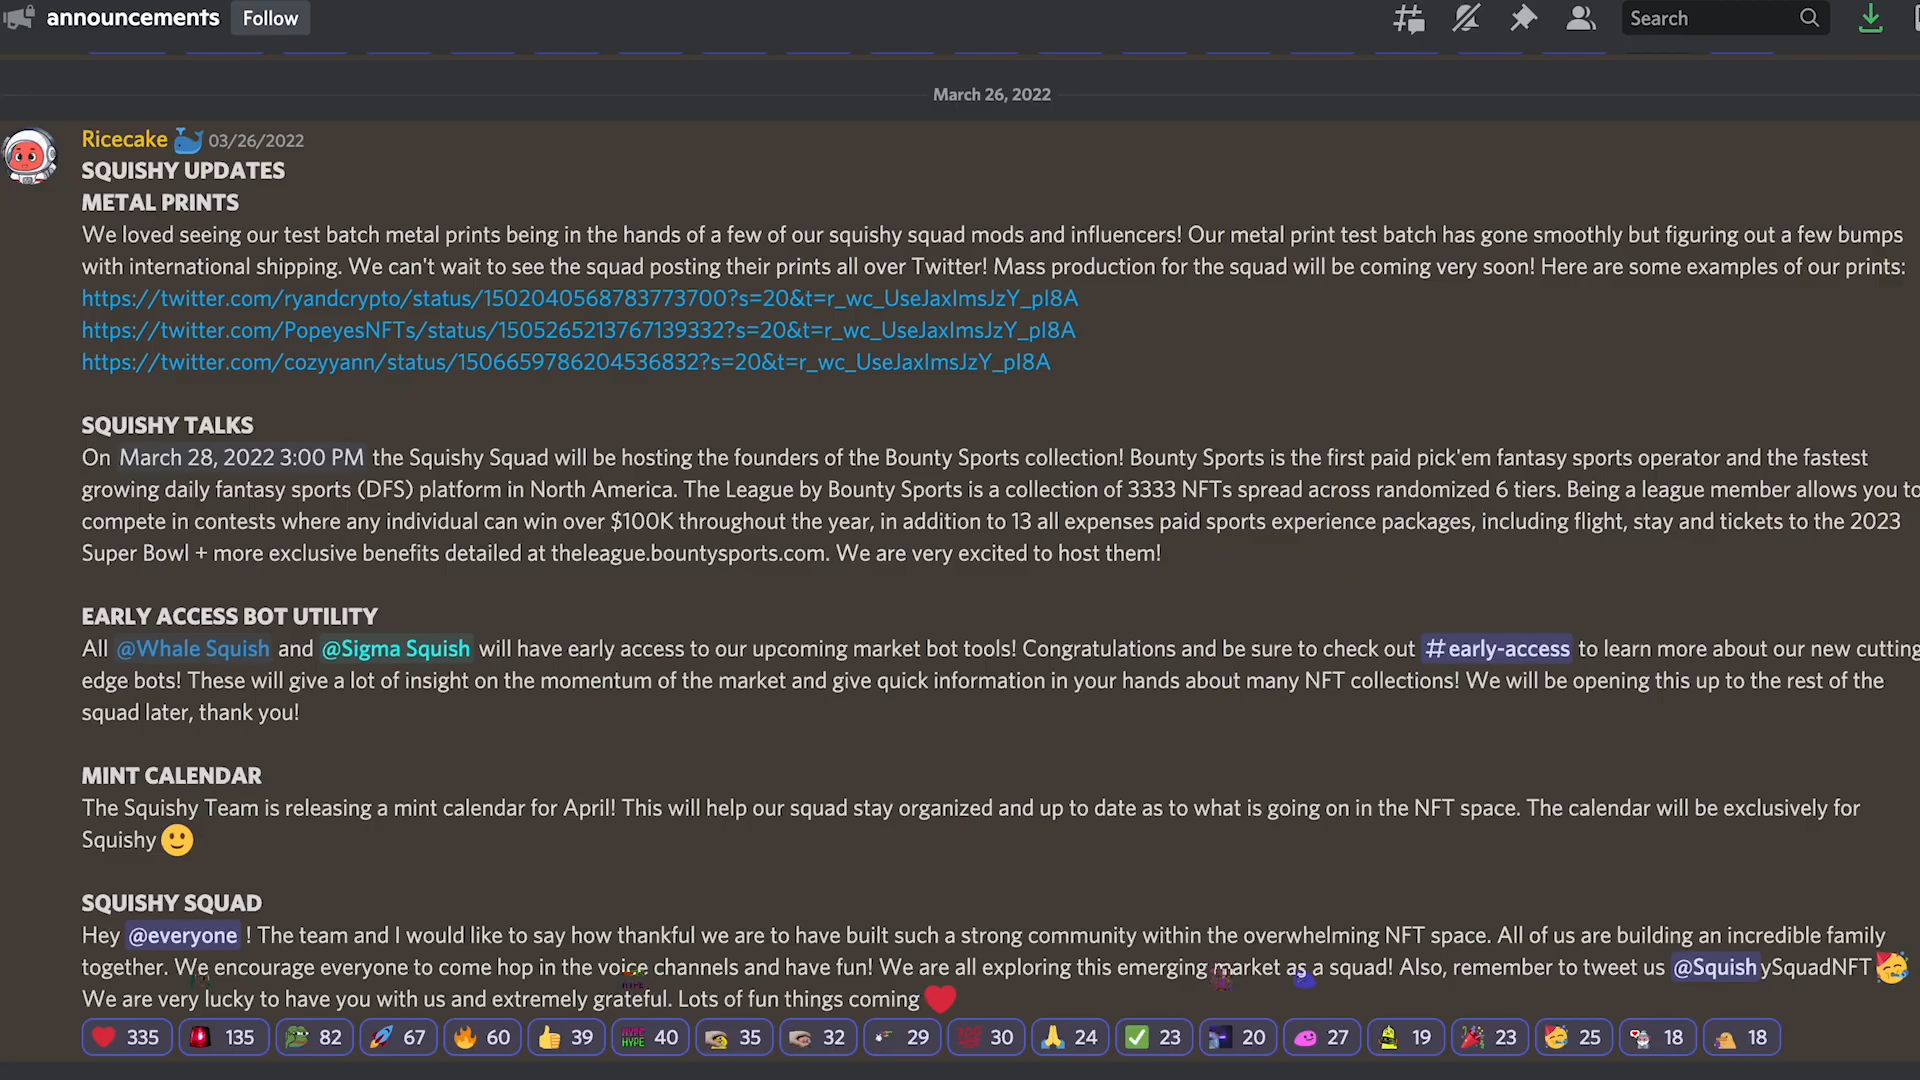 announcements Follow Search
March 26, 2022
Ricecake 03/26/2022
SQUISHY UPDATES
METAL PRINTS
We loved seeing our test batch metal prints being in the hands of a few of our squishy squad mods and influencers! Our metal print test batch has gone smoothly but figuring out a few bumps
with international shipping. We can't wait to see the squad posting their prints all over Twitter! Mass production for the squad will be coming very soon! Here are some examples of our prints:
https://twitter.com/ryandcrypto/status/1502040568783773700?s=20&t=r_wc_UseJaxImsJzY_pI8A
https://twitter.com/PopeyesNFTs/status/1505265213767139332?s=20&t=r_wc_UseJaxImsJzY_pI8A
https://twitter.com/cozyyann/status/1506659786204536832?s=20&t=r_wc_UseJaxImsJzY_pI8A
SQUISHY TALKS
On March 28, 2022 3:00 PM the Squishy Squad will be hosting the founders of the Bounty Sports collection! Bounty Sports is the first paid pick'em fantasy sports operator and the fastest
growing daily fantasy sports (DFS) platform in North America. The League by Bounty Sports is a collection of 3333 NFTs spread across randomized 6 tiers. Being a league member allows you to
compete in contests where any individual can win over $100K throughout the year, in addition to 13 all expenses paid sports experience packages, including flight, stay and tickets to the 2023
Super Bowl + more exclusive benefits detailed at theleague.bountysports.com. We are very excited to host them!
EARLY ACCESS BOT UTILITY
All @Whale Squish and @Sigma Squish will have early access to our upcoming market bot tools! Congratulations and be sure to check out #early-access to learn more about our new cutting
edge bots! These will give a lot of insight on the momentum of the market and give quick information in your hands about many NFT collections! We will be opening this up to the rest of the
squad later, thank you!
MINT CALENDAR
The Squishy Team is releasing a mint calendar for April! This will help our squad stay organized and up to date as to what is going on in the NFT space. The calendar will be exclusively for
Squishy 🙂
SQUISHY SQUAD
Hey @everyone ! The team and I would like to say how thankful we are to have built such a strong community within the overwhelming NFT space. All of us are building an incredible family
together. We encourage everyone to come hop in the voice channels and have fun! We are all exploring this emerging market as a squad! Also, remember to tweet us @SquishySquadNFT 🥳
We are very lucky to have you with us and extremely grateful. Lots of fun things coming ❤️
335 135 82 67 60 39 HYPE HYPE 40 35 32 29 100 30 24 23 20 27 19 23 25 18 18